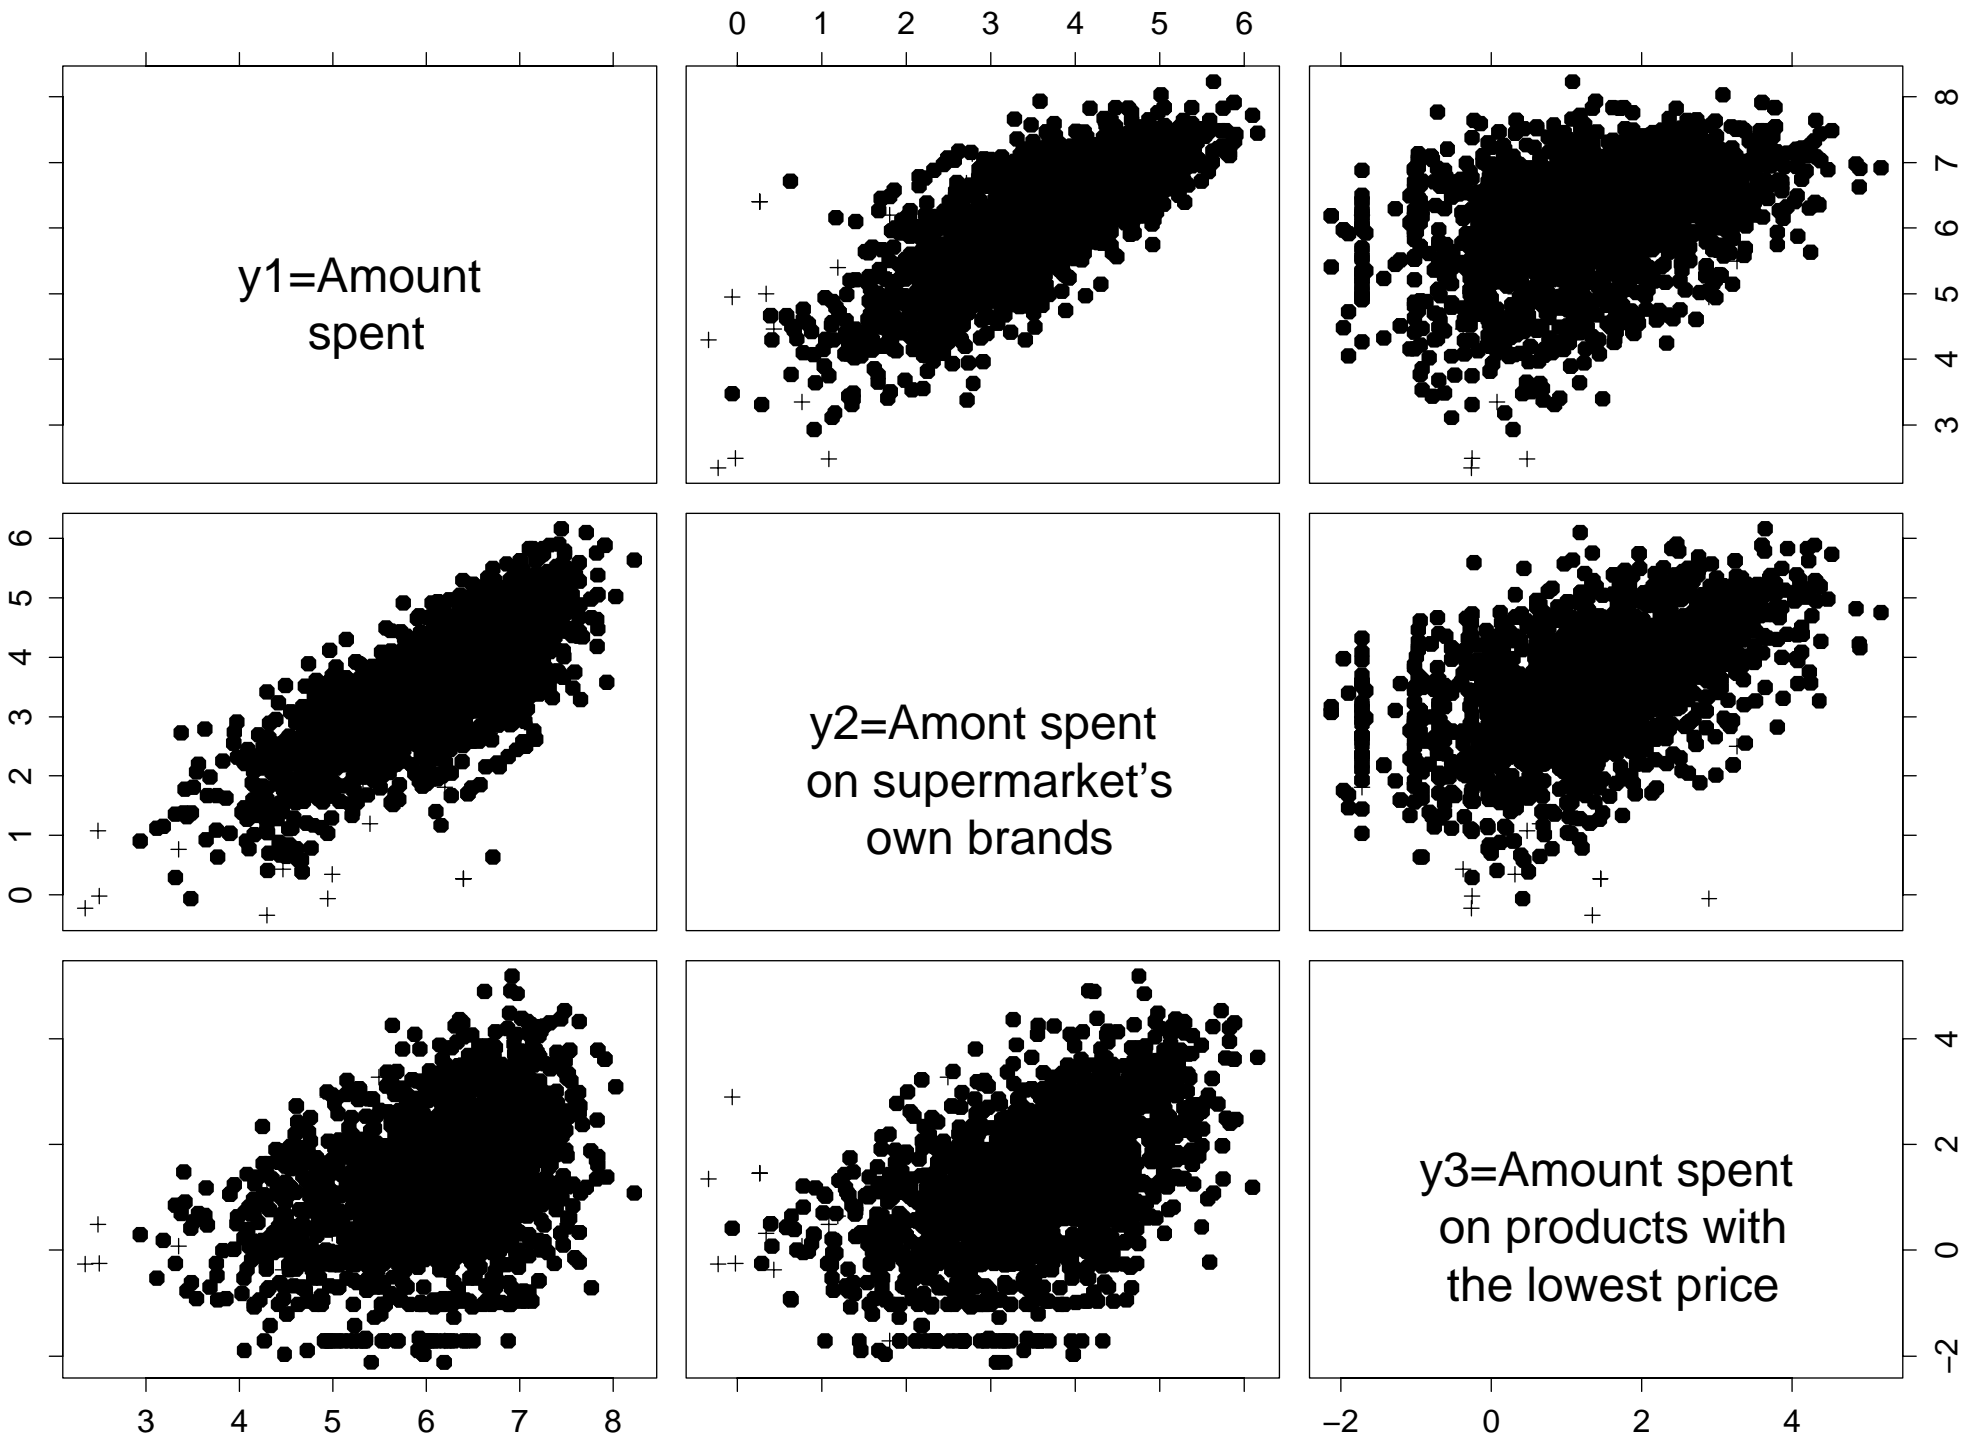 0 1 2 3 4 5 6
y1=Amount
spent
3 4 5 6 7 8
0 1 2 3 4 5 6
y2=Amont spent
on supermarket’s
own brands
y3=Amount spent
on products with
the lowest price
−2 0 2 4
3 4 5 6 7 8
−2 0 2 4